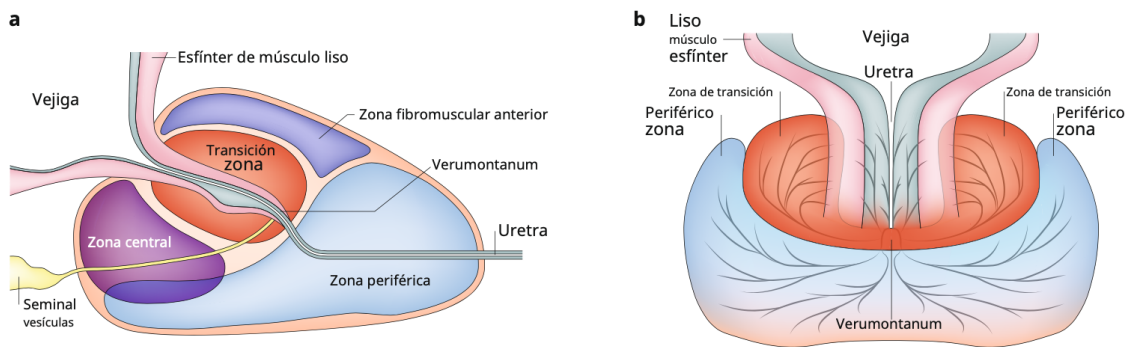 a
Esfínter de músculo liso
Vejiga
Zona fibromuscular anterior
Transición
zona
Verumontanum
Zona central
Uretra
Zona periférica
Seminal
vesículas
b
Liso
músculo
esfínter
Vejiga
Uretra
Zona de transición
Zona de transición
Periférico
zona
Periférico
zona
Verumontanum